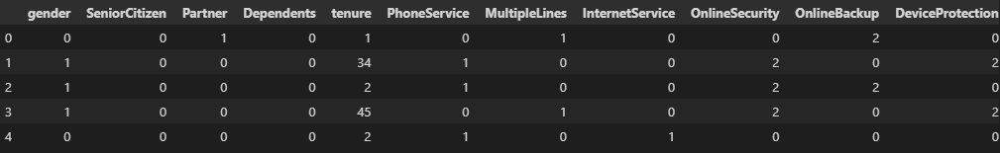 gender SeniorCitizen Partner Dependents tenure PhoneService MultipleLines InternetService OnlineSecurity OnlineBackup DeviceProtection
0 0 0 1 0 1 0 1 0 0 2 0
1 1 0 0 0 34 1 0 0 2 0 2
2 1 0 0 0 2 1 0 0 2 2 0
3 1 0 0 0 45 0 1 0 2 0 2
4 0 0 0 0 2 1 0 1 0 0 0